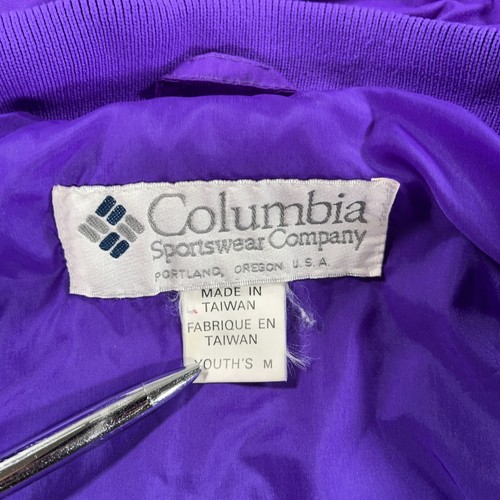 Columbia
Sportswear Company
PORTLAND, OREGON U.S.A.
MADE IN
TAIWAN
FABRIQUE EN
TAIWAN
YOUTH'S M